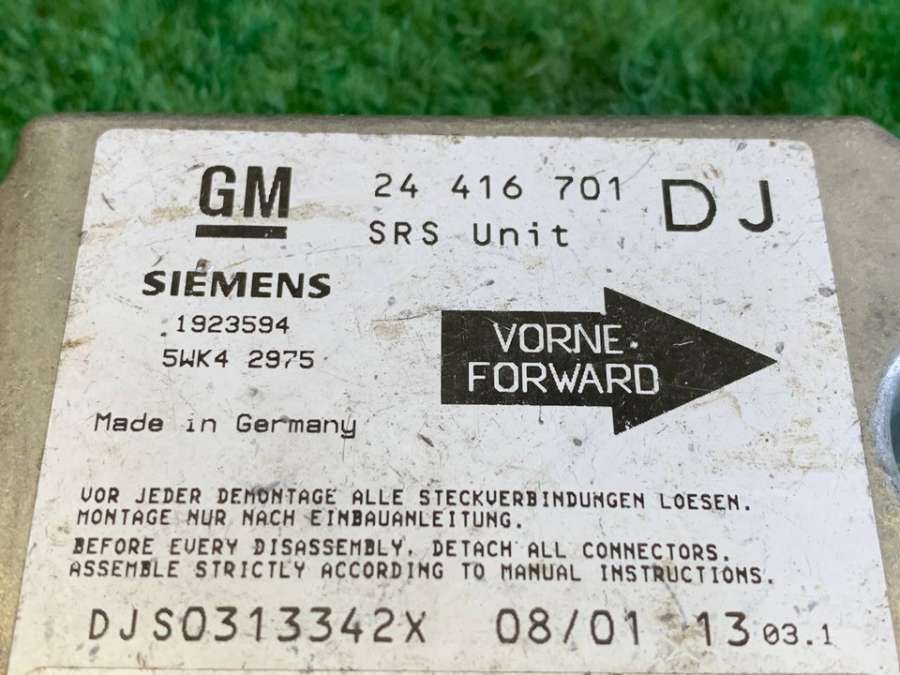 GM 24 416 701 DJ
SRS Unit
SIEMENS
1923594
5WK4 2975
VORNE
FORWARD
Made in Germany
VOR JEDER DEMONTAGE ALLE STECKVERBINDUNGEN LOESEN.
MONTAGE NUR NACH EINBAUANLEITUNG.
BEFORE EVERY DISASSEMBLY, DETACH ALL CONNECTORS.
ASSEMBLE STRICTLY ACCORDING TO MANUAL INSTRUCTIONS.
DJS0313342X 08/01 13 03.1